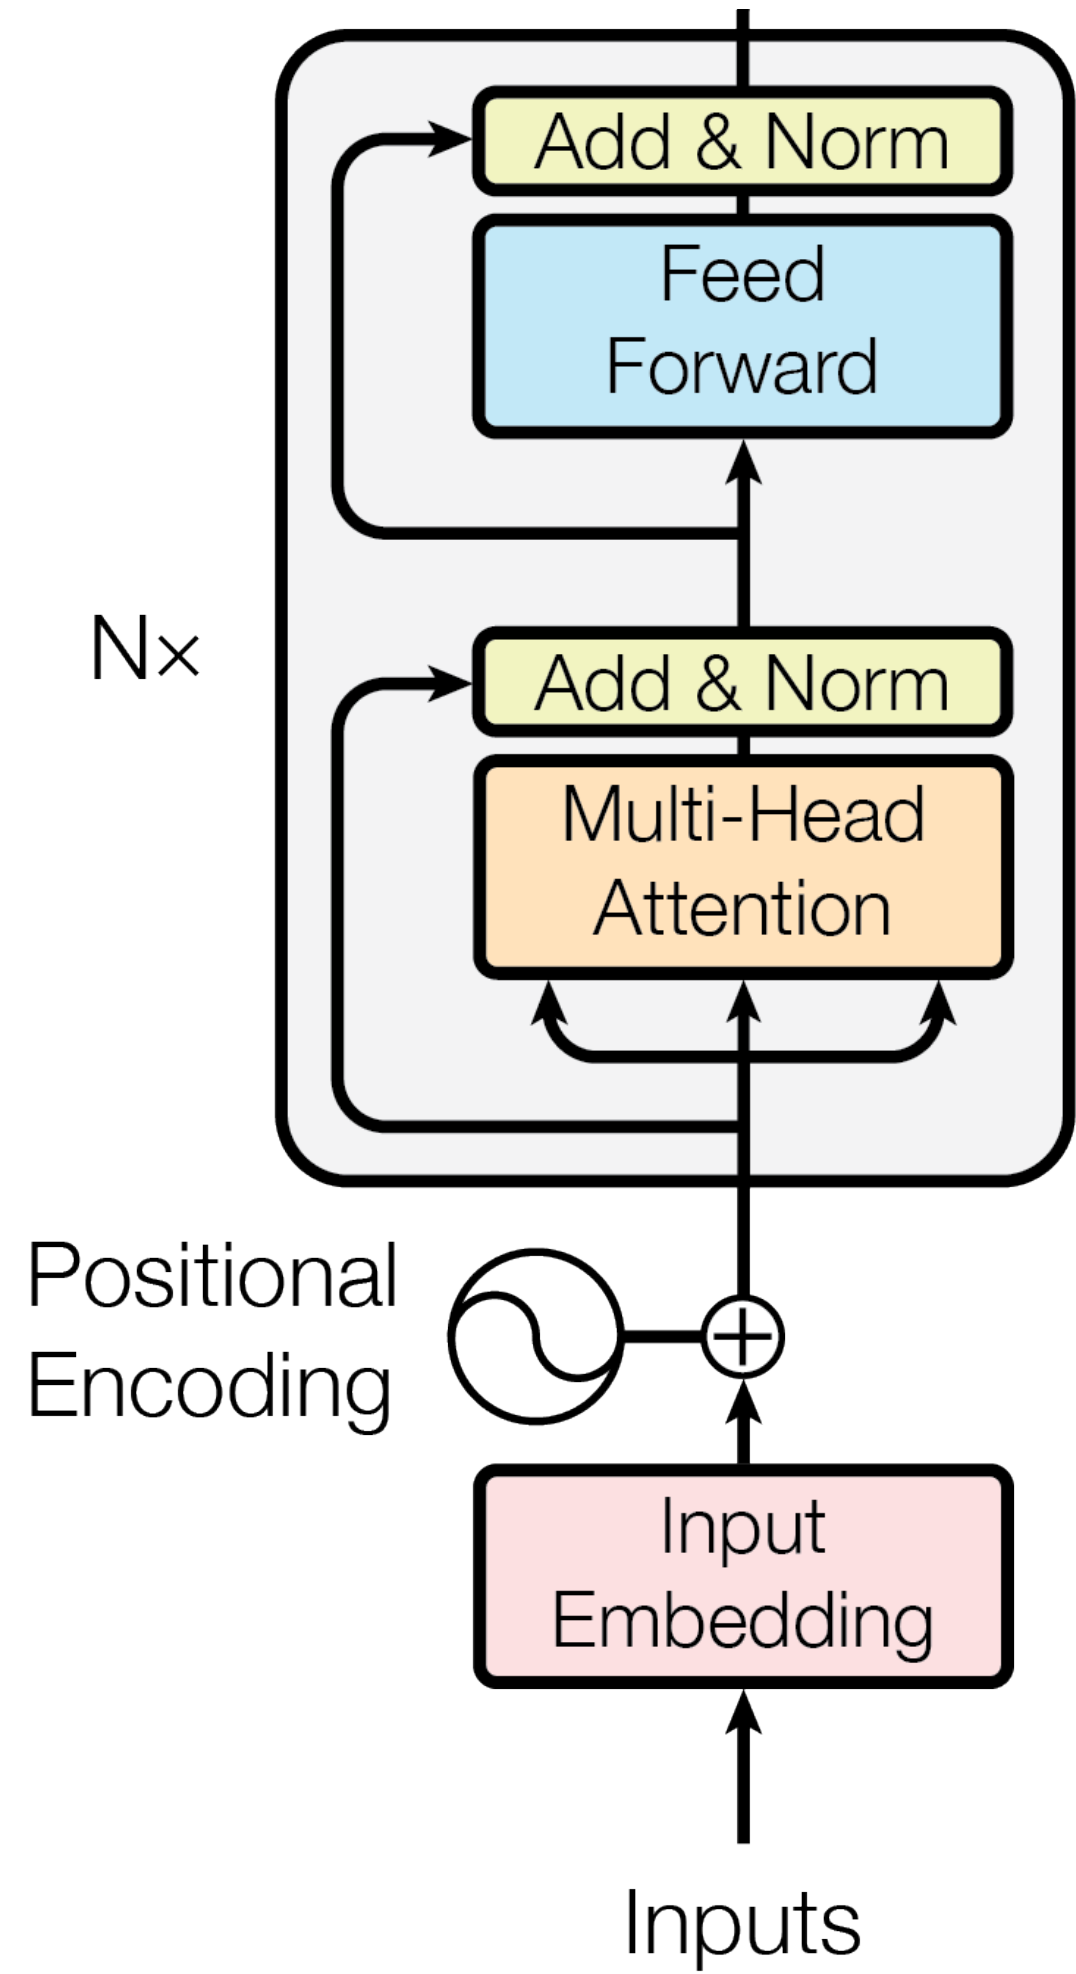 Add & Norm
Feed
Forward
Nx
Add & Norm
Multi-Head
Attention
Positional
Encoding
Input
Embedding
Inputs